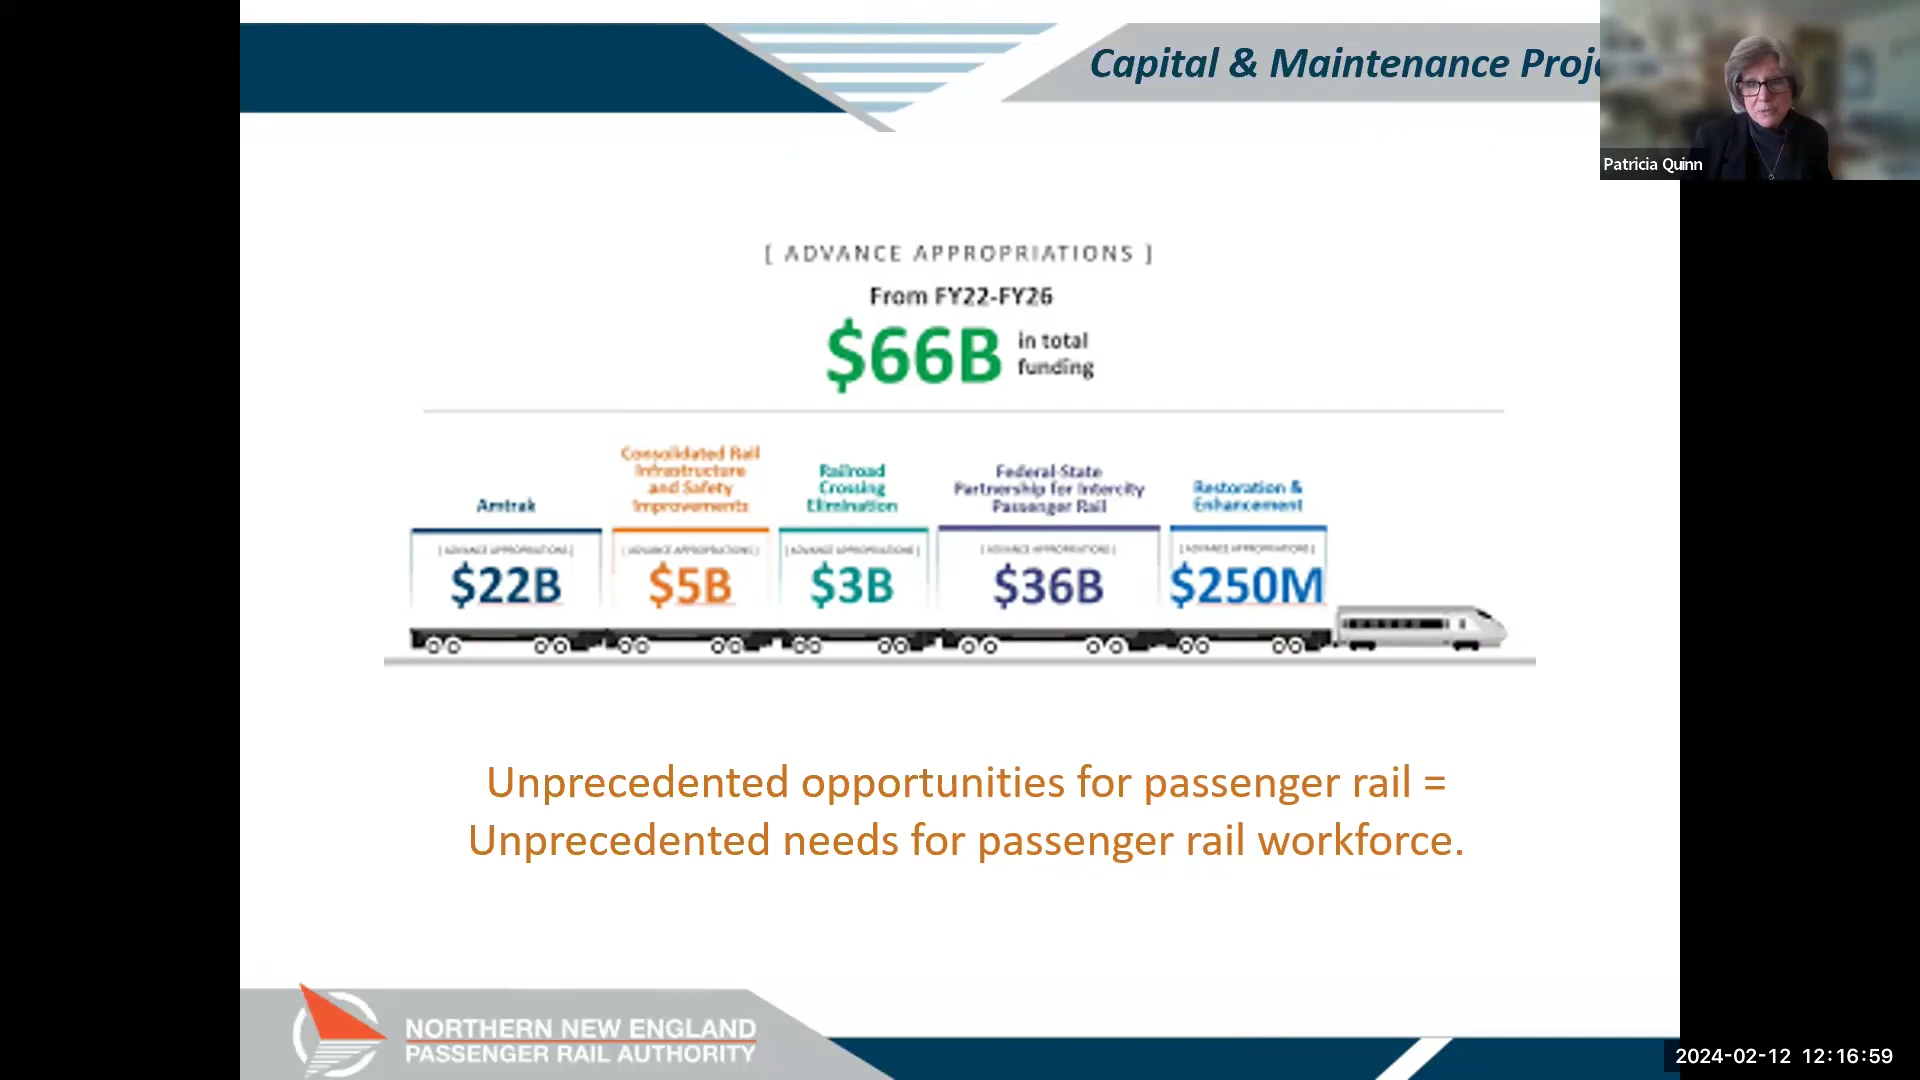 Capital & Maintenance Proje
Patricia Quinn
[ ADVANCE APPROPRIATIONS ]
From FY22-FY26
$66B
in total
funding
Amtrak
Consolidated Rail
Infrastructure
and Safety
Improvements
Railroad
Crossing
Elimination
Federal-State
Partnership for Intercity
Passenger Rail
Restoration &
Enhancement
[ ADVANCE APPROPRIATIONS ]
[ ADVANCE APPROPRIATIONS ]
[ ADVANCE APPROPRIATIONS ]
[ ADVANCE APPROPRIATIONS ]
[ ADVANCE APPROPRIATIONS ]
$22B
$5B
$3B
$36B
$250M
Unprecedented opportunities for passenger rail =
Unprecedented needs for passenger rail workforce.
NORTHERN NEW ENGLAND
PASSENGER RAIL AUTHORITY
2024-02-12 12:16:59